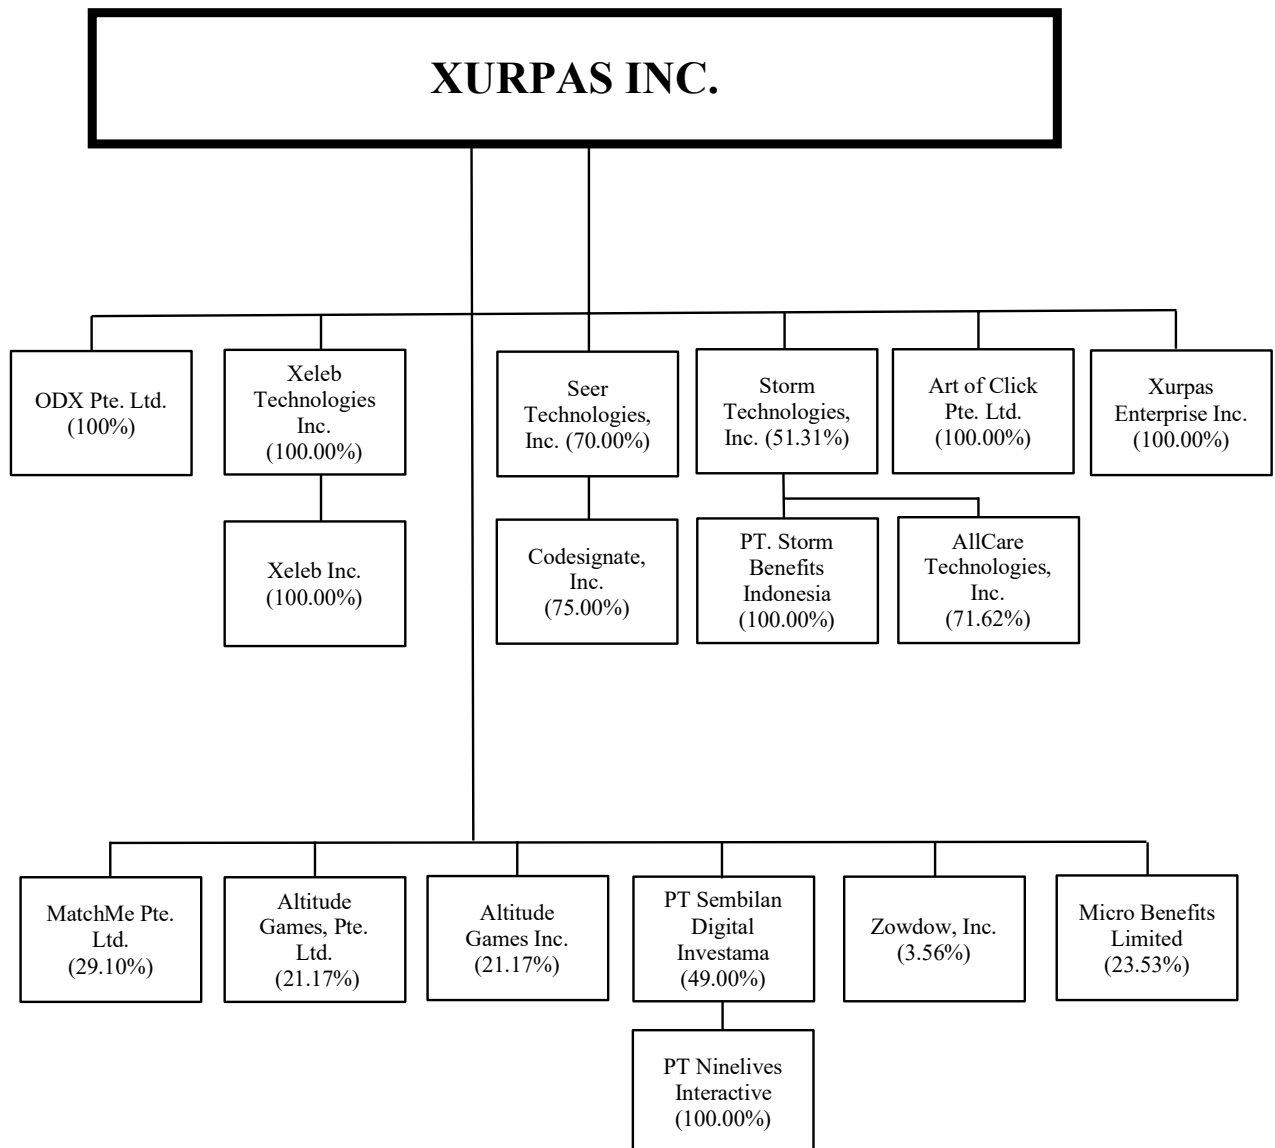 XURPAS INC.
ODX Pte. Ltd.
(100%)
Xeleb
Technologies
Inc.
(100.00%)
Seer
Technologies,
Inc. (70.00%)
Storm
Technologies,
Inc. (51.31%)
Art of Click
Pte. Ltd.
(100.00%)
Xurpas
Enterprise Inc.
(100.00%)
Xeleb Inc.
(100.00%)
Codesignate,
Inc.
(75.00%)
PT. Storm
Benefits
Indonesia
(100.00%)
AllCare
Technologies,
Inc.
(71.62%)
MatchMe Pte.
Ltd.
(29.10%)
Altitude
Games, Pte.
Ltd.
(21.17%)
Altitude
Games Inc.
(21.17%)
PT Sembilan
Digital
Investama
(49.00%)
Zowdow, Inc.
(3.56%)
Micro Benefits
Limited
(23.53%)
PT Ninelives
Interactive
(100.00%)